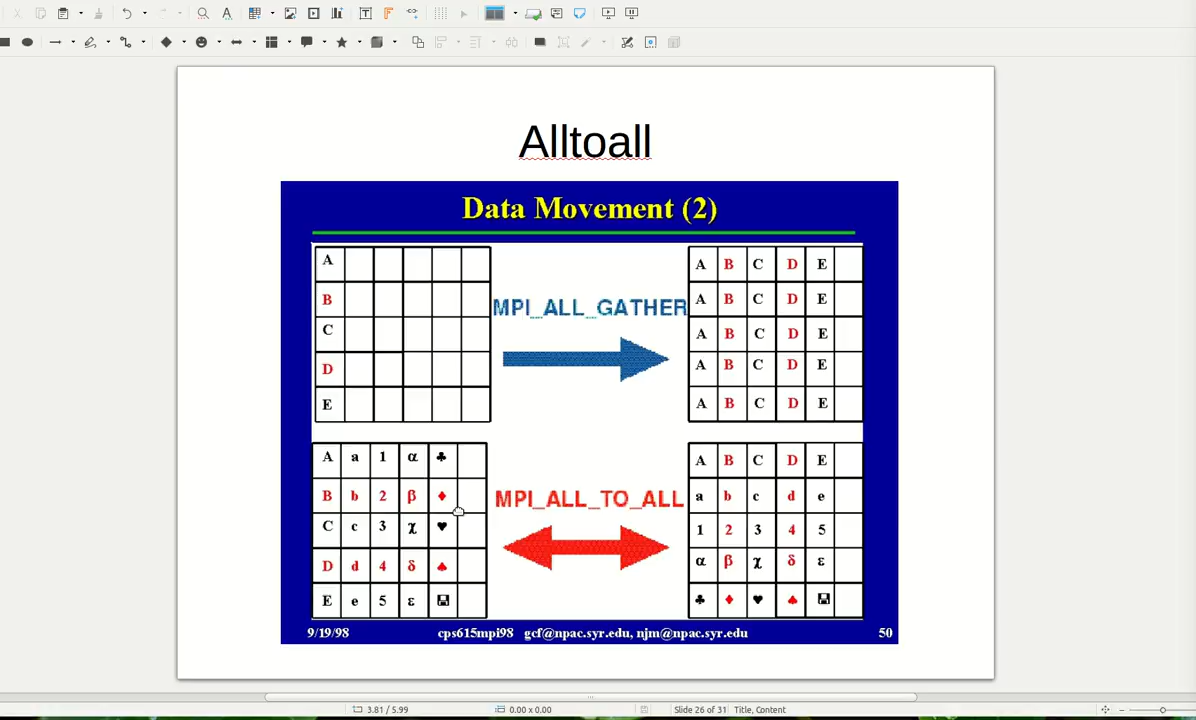 Alltoall
Data Movement (2)
A
B
C
D
E
MPI_ALL_GATHER
A B C D E
A B C D E
A B C D E
A B C D E
A B C D E
A a 1 α ♣
B b 2 β ♦
C c 3 χ ♥
D d 4 δ ♠
E e 5 ε
MPI_ALL_TO_ALL
A B C D E
a b c d e
1 2 3 4 5
α β χ δ ε
♣ ♦ ♥ ♠
9/19/98 cps615mpi98 gcf@npac.syr.edu, njm@npac.syr.edu 50
3.81 / 5.99 0.00 x 0.00 Slide 26 of 31 Title, Content